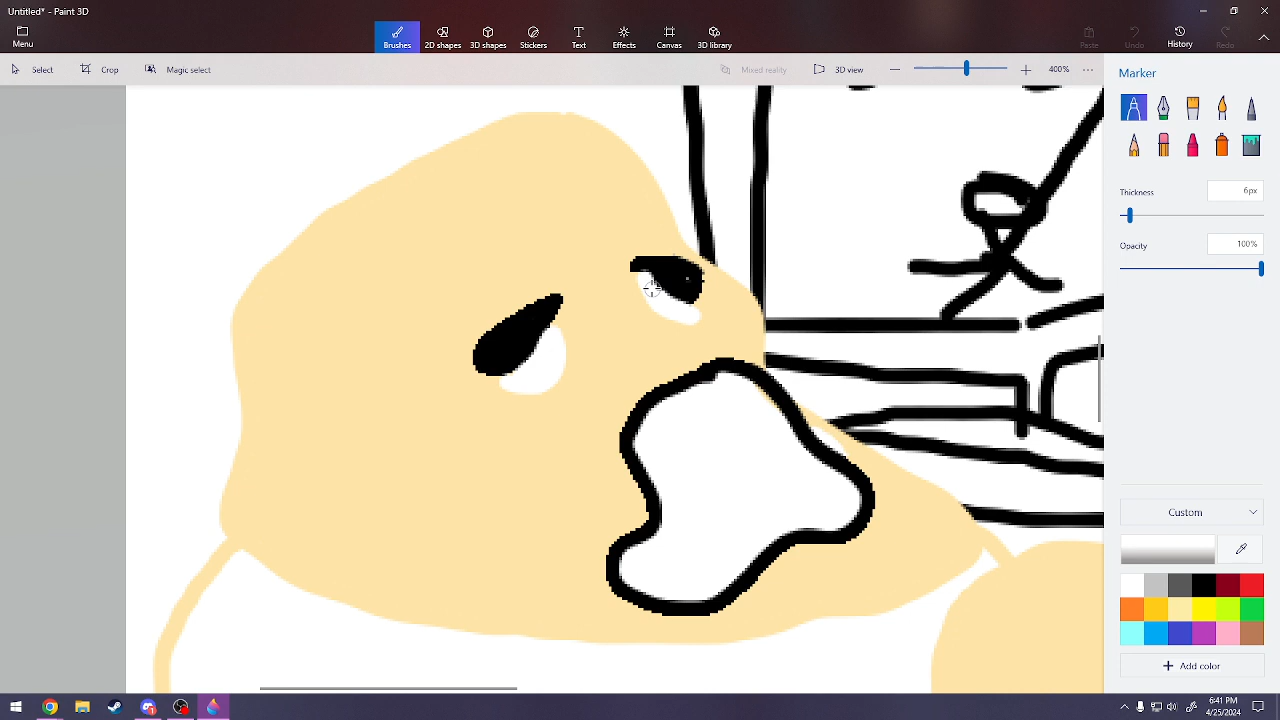 Untitled* - Paint 3D
Menu
Brushes
2D shapes
3D shapes
Stickers
Text
Effects
Canvas
3D library
Paste
Undo
History
Redo
Select
Crop
Magic select
Mixed reality
3D view
400%
Marker
Thickness
6px
Opacity
100%
Custom
Add color
6:41 PM
4/25/2024